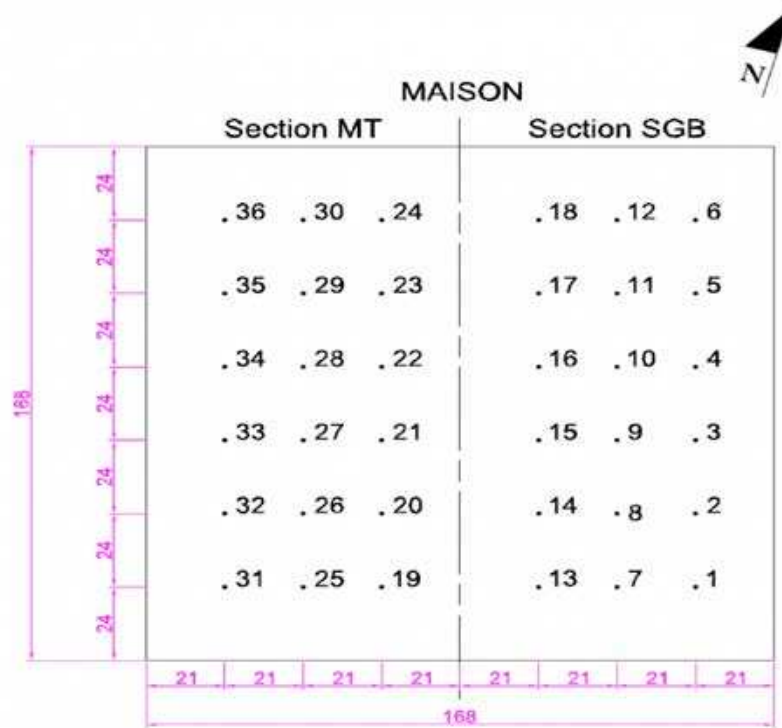 N
MAISON
Section MT Section SGB
24 .36 .30 .24 .18 .12 .6
24 .35 .29 .23 .17 .11 .5
24 .34 .28 .22 .16 .10 .4
168 24 .33 .27 .21 .15 .9 .3
24 .32 .26 .20 .14 .8 .2
24 .31 .25 .19 .13 .7 .1
24
21 21 21 21 21 21 21 21
168